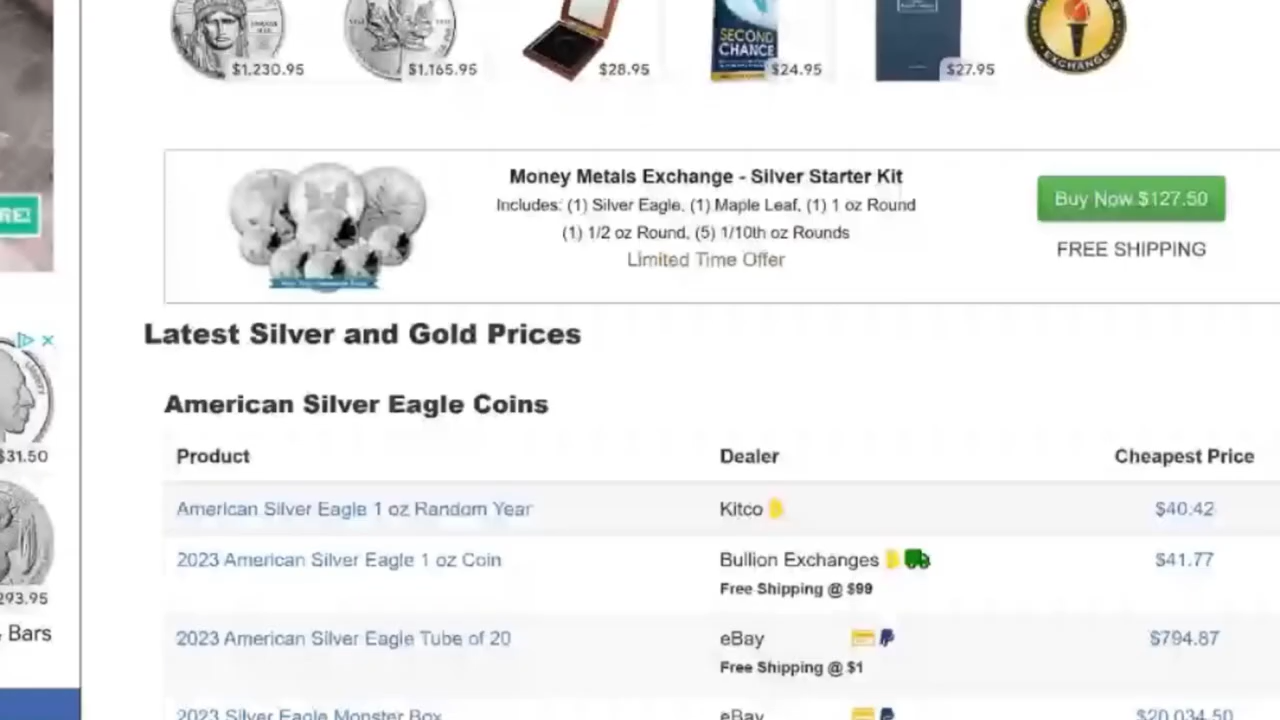 $1,230.95
$1,165.95
$28.95
SECOND
CHANCE
$24.95
$27.95
EXCHANGE
RE!
Money Metals Exchange - Silver Starter Kit
Includes: (1) Silver Eagle, (1) Maple Leaf, (1) 1 oz Round
(1) 1/2 oz Round, (5) 1/10th oz Rounds
Limited Time Offer
Buy Now $127.50
FREE SHIPPING
Latest Silver and Gold Prices
LIBERTY
$31.50
293.95
Bars
American Silver Eagle Coins
Product Dealer Cheapest Price
American Silver Eagle 1 oz Random Year Kitco $40.42
2023 American Silver Eagle 1 oz Coin Bullion Exchanges $41.77
Free Shipping @ $99
2023 American Silver Eagle Tube of 20 eBay $794.87
Free Shipping @ $1
2023 Silver Eagle Monster Box eBay $20,034.50